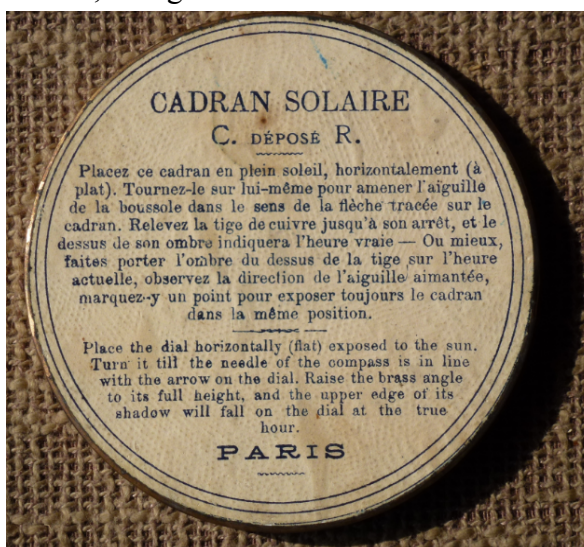 CADRAN SOLAIRE
C. DÉPOSÉ R.
Placez ce cadran en plein soleil, horizontalement (à
plat). Tournez-le sur lui-même pour amener l'aiguille
de la boussole dans le sens de la flèche tracée sur le
cadran. Relevez la tige de cuivre jusqu'à son arrêt, et le
dessus de son ombre indiquera l'heure vraie — Ou mieux,
faites porter l'ombre du dessus de la tige sur l'heure
actuelle, observez la direction de l'aiguille aimantée,
marquez-y un point pour exposer toujours le cadran
dans la même position.
Place the dial horizontally (flat) exposed to the sun.
Turn it till the needle of the compass is in line
with the arrow on the dial. Raise the brass angle
to its full height, and the upper edge of its
shadow will fall on the dial at the true
hour.
PARIS